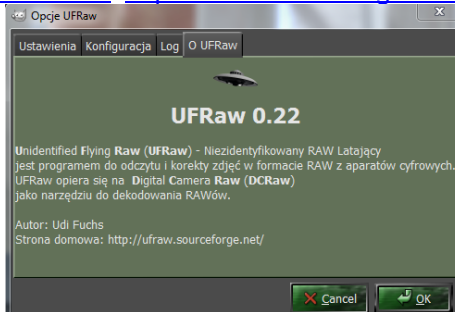 Opcje UFRaw
x
Ustawienia Konfiguracja Log O UFRaw
UFRaw 0.22
Unidentified Flying Raw (UFRaw) - Niezidentyfikowany RAW Latający
jest programem do odczytu i korekty zdjęć w formacie RAW z aparatów cyfrowych.
UFRaw opiera się na Digital Camera Raw (DCRaw)
jako narzędziu do dekodowania RAWów.
Autor: Udi Fuchs
Strona domowa: http://ufraw.sourceforge.net/
Cancel OK